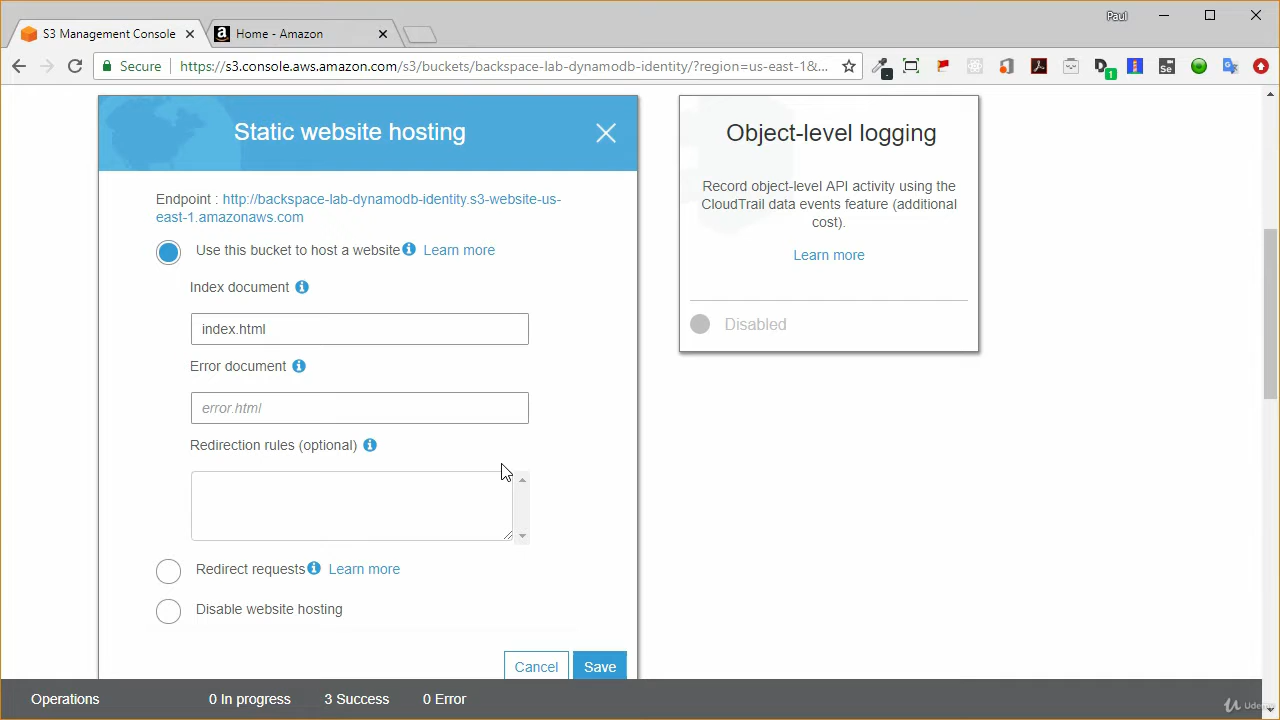 Paul
S3 Management Console
Home - Amazon
Secure
https://s3.console.aws.amazon.com/s3/buckets/backspace-lab-dynamodb-identity/?region=us-east-1&...
Static website hosting
Endpoint : http://backspace-lab-dynamodb-identity.s3-website-us-
east-1.amazonaws.com
Use this bucket to host a website
Learn more
Index document
index.html
Error document
error.html
Redirection rules (optional)
Redirect requests
Learn more
Disable website hosting
Cancel
Save
Object-level logging
Record object-level API activity using the
CloudTrail data events feature (additional
cost).
Learn more
Disabled
Operations
0 In progress
3 Success
0 Error